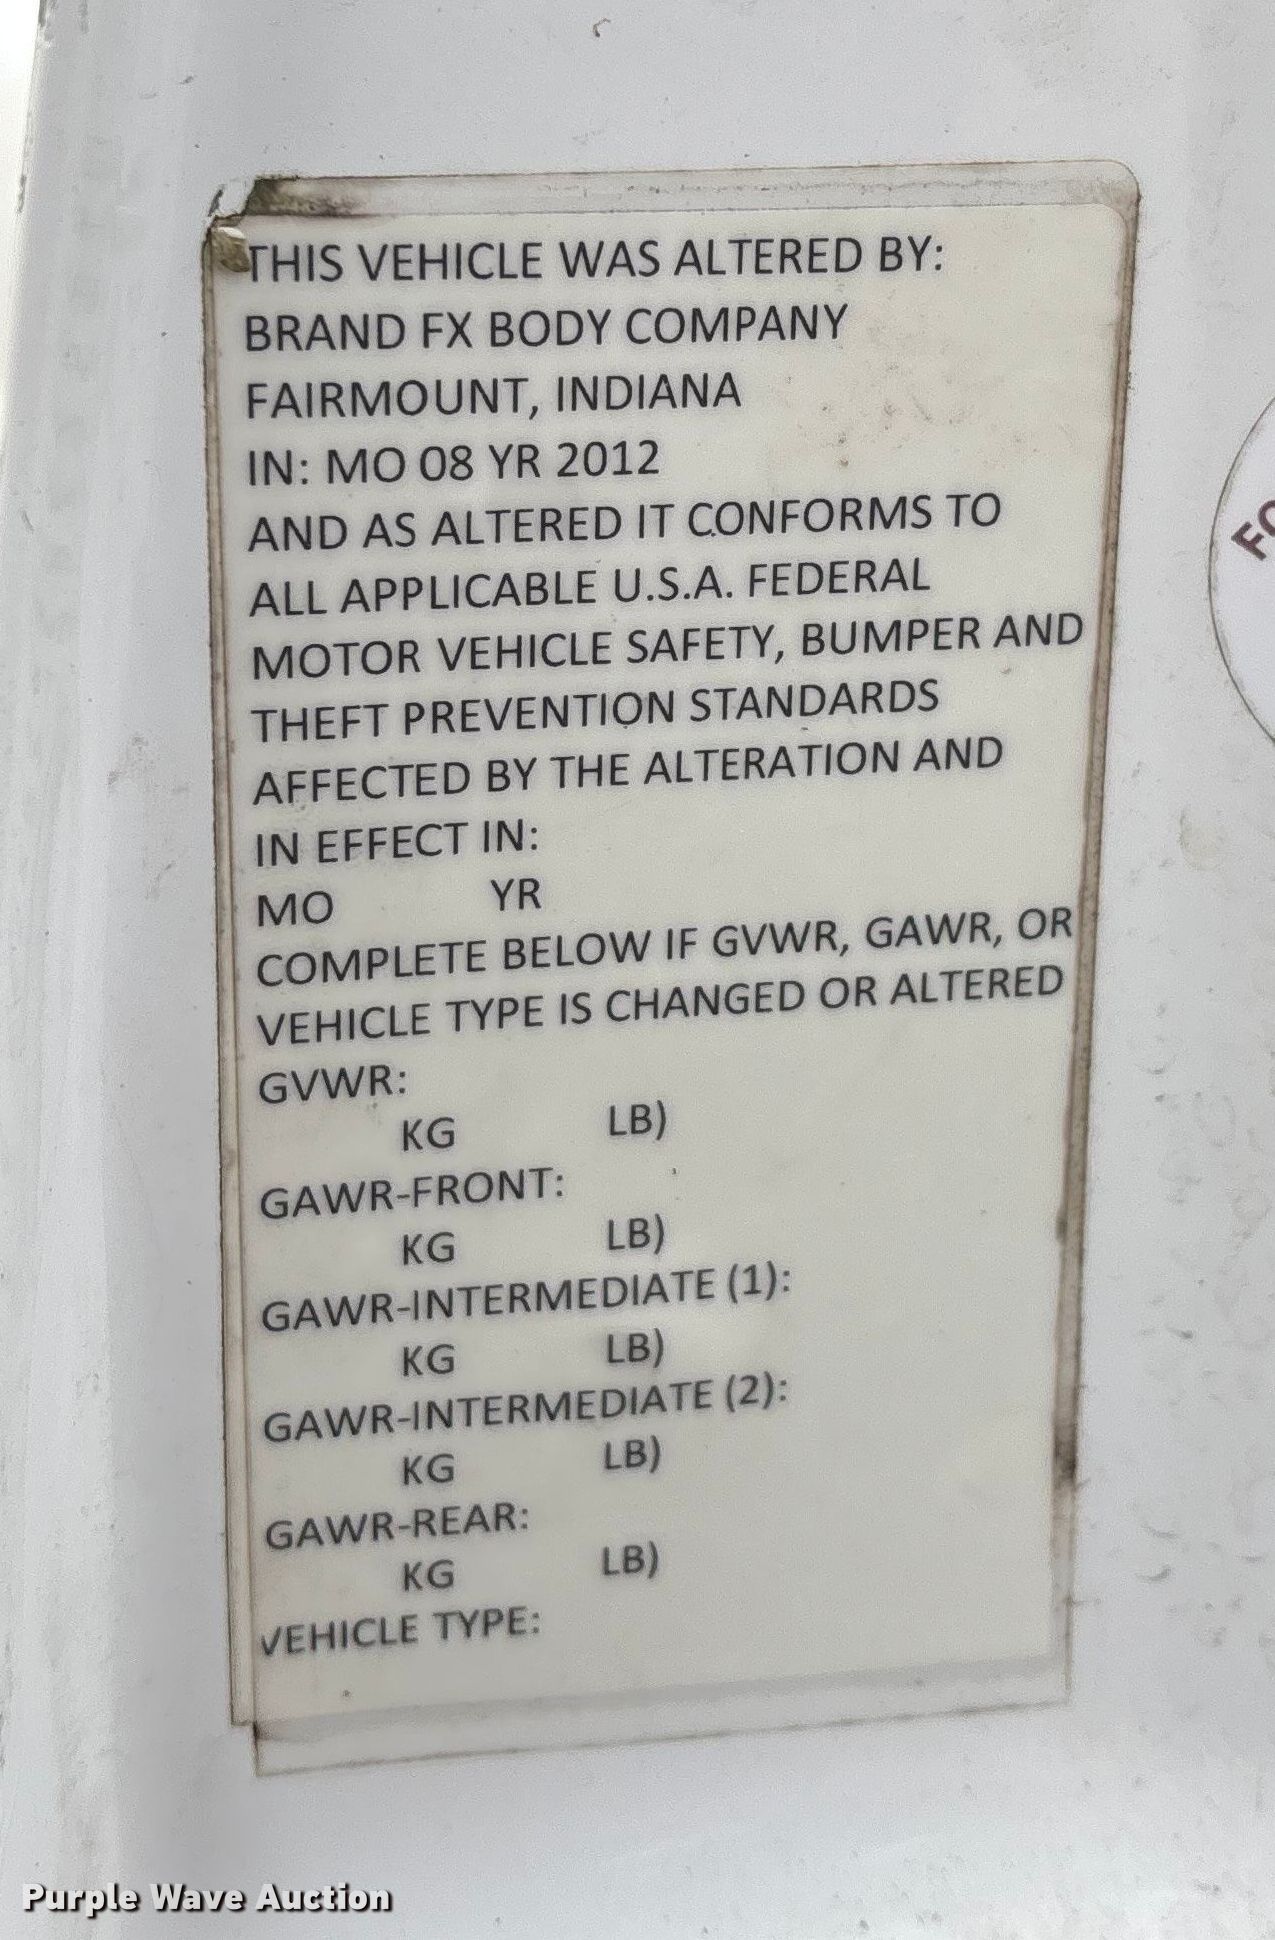 THIS VEHICLE WAS ALTERED BY:
BRAND FX BODY COMPANY
FAIRMOUNT, INDIANA
IN: MO 08 YR 2012
AND AS ALTERED IT CONFORMS TO
ALL APPLICABLE U.S.A. FEDERAL
MOTOR VEHICLE SAFETY, BUMPER AND
THEFT PREVENTION STANDARDS
AFFECTED BY THE ALTERATION AND
IN EFFECT IN:
MO YR
COMPLETE BELOW IF GVWR, GAWR, OR
VEHICLE TYPE IS CHANGED OR ALTERED
GVWR:
KG LB)
GAWR-FRONT:
KG LB)
GAWR-INTERMEDIATE (1):
KG LB)
GAWR-INTERMEDIATE (2):
KG LB)
GAWR-REAR:
KG LB)
VEHICLE TYPE:
Purple Wave Auction